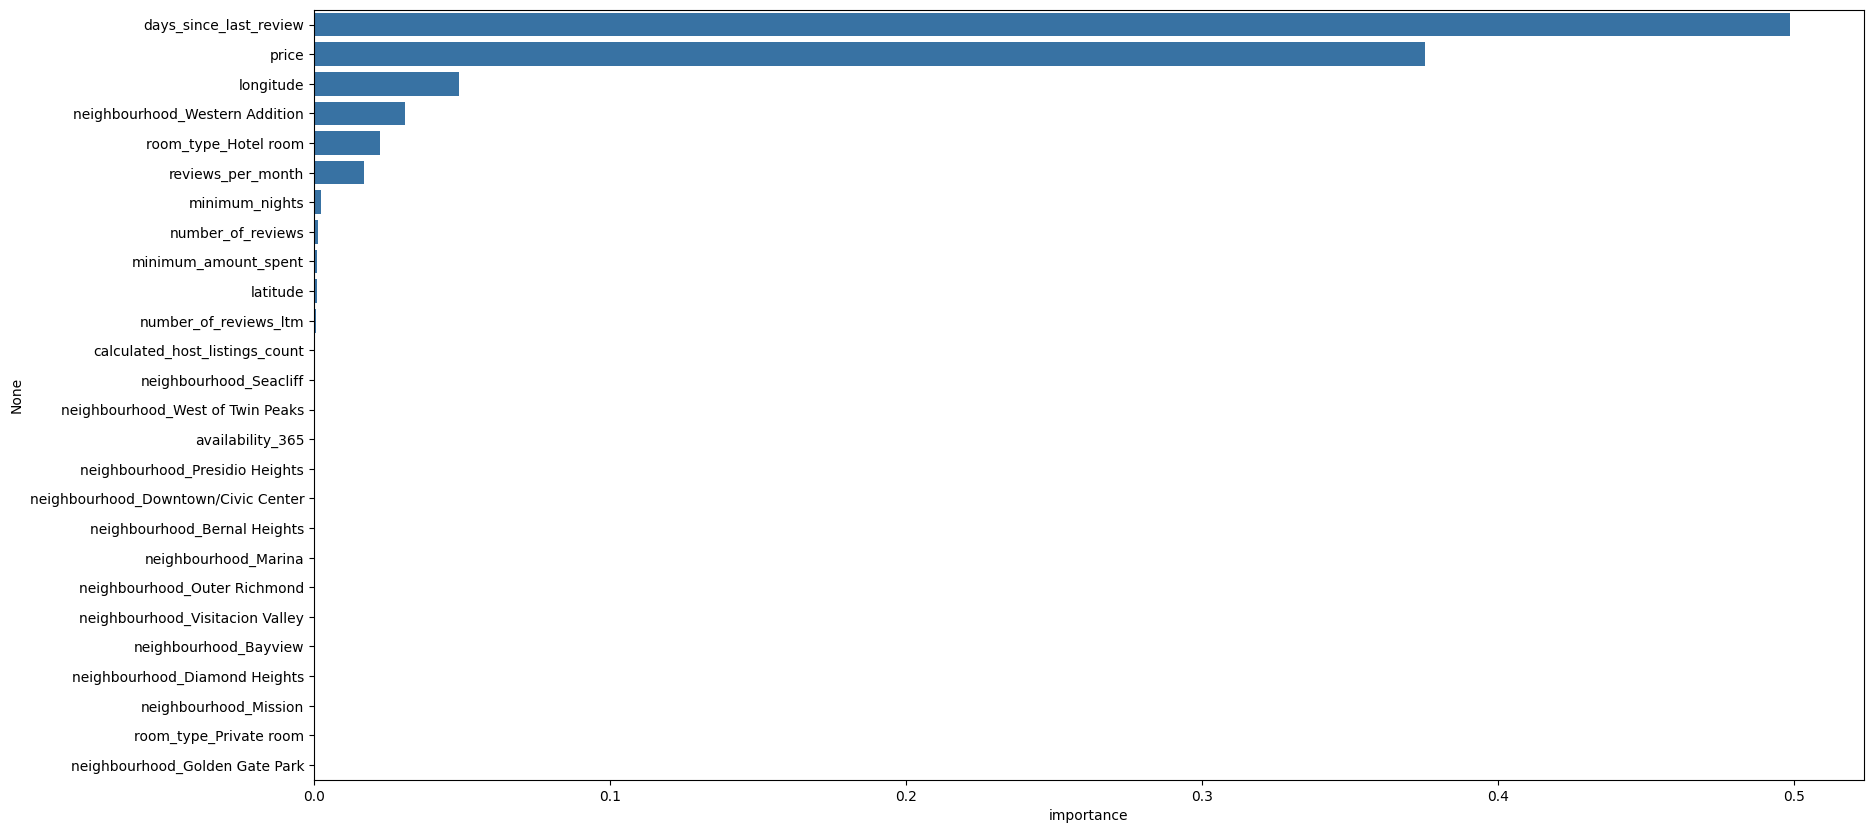 days_since_last_review
price
longitude
neighbourhood_Western Addition
room_type_Hotel room
reviews_per_month
minimum_nights
number_of_reviews
minimum_amount_spent
latitude
number_of_reviews_ltm
calculated_host_listings_count
neighbourhood_Seacliff
neighbourhood_West of Twin Peaks
availability_365
neighbourhood_Presidio Heights
neighbourhood_Downtown/Civic Center
neighbourhood_Bernal Heights
neighbourhood_Marina
neighbourhood_Outer Richmond
neighbourhood_Visitacion Valley
neighbourhood_Bayview
neighbourhood_Diamond Heights
neighbourhood_Mission
room_type_Private room
neighbourhood_Golden Gate Park
None
0.0 0.1 0.2 0.3 0.4 0.5
importance